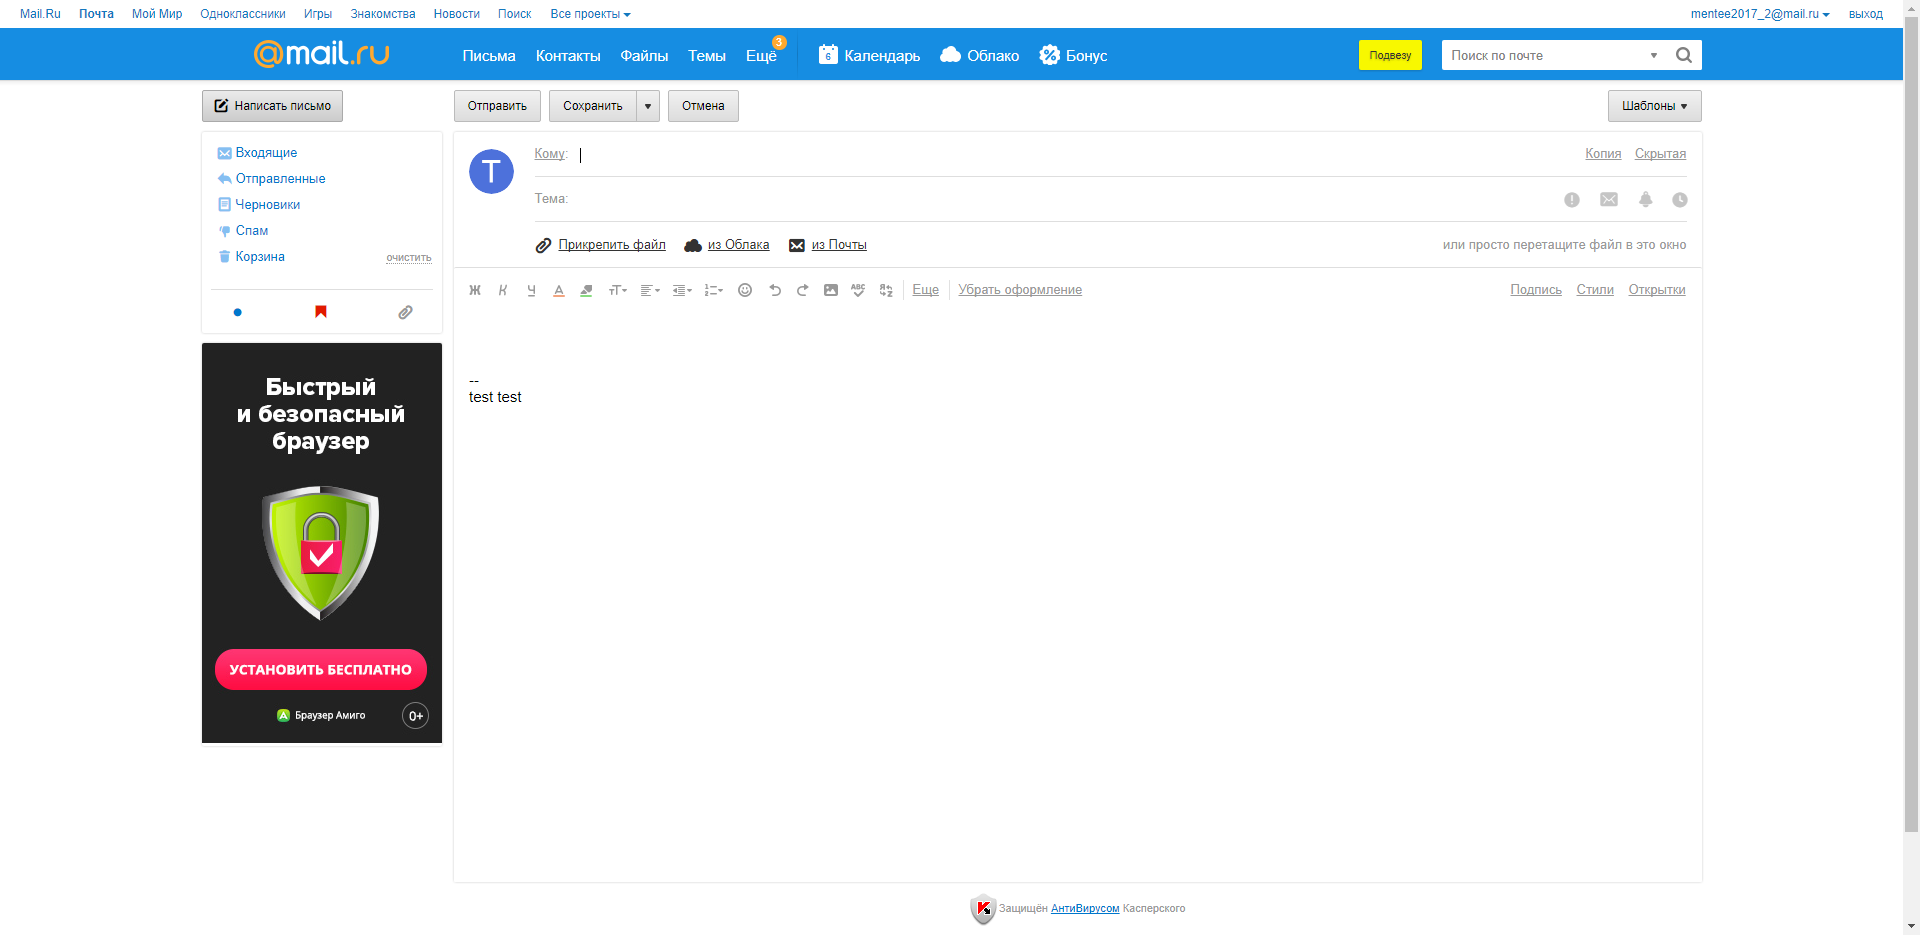 Mail.Ru Почта Мой Мир Одноклассники Игры Знакомства Новости Поиск Все проекты mentee2017_2@mail.ru выход
@mail.ru Письма Контакты Файлы Темы Ещё 3 6 Календарь Облако Бонус Подвезу Поиск по почте
Написать письмо Отправить Сохранить Отмена Шаблоны
Входящие
Отправленные
Черновики
Спам
Корзина очистить
Быстрый
и безопасный
браузер
УСТАНОВИТЬ БЕСПЛАТНО
Браузер Амиго 0+
T Кому: Копия Скрытая
Тема:
Прикрепить файл из Облака из Почты или просто перетащите файл в это окно
Ж К Ч А тТ ABC Еще Убрать оформление Подпись Стили Открытки
--
test test
Защищён АнтиВирусом Касперского